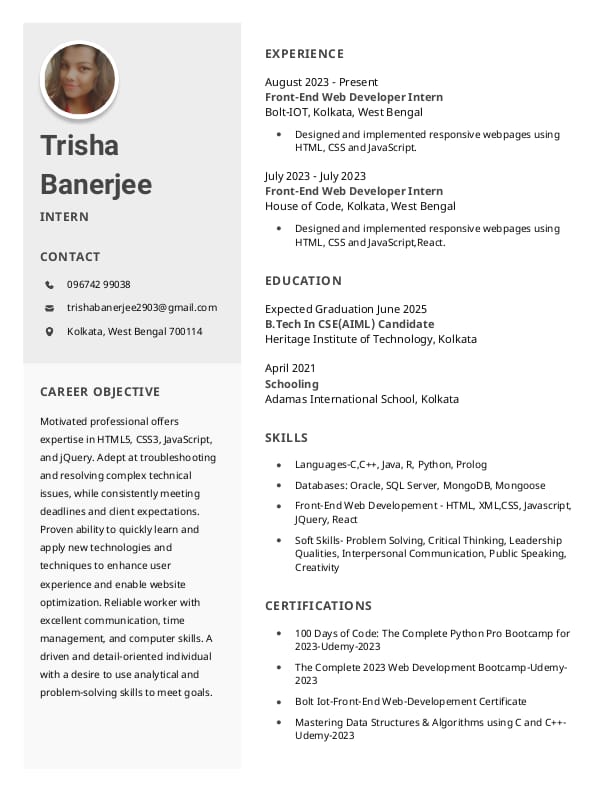 Trisha
Banerjee
INTERN
CONTACT
096742 99038
trishabanerjee2903@gmail.com
Kolkata, West Bengal 700114
CAREER OBJECTIVE
Motivated professional offers
expertise in HTML5, CSS3, JavaScript,
and jQuery. Adept at troubleshooting
and resolving complex technical
issues, while consistently meeting
deadlines and client expectations.
Proven ability to quickly learn and
apply new technologies and
techniques to enhance user
experience and enable website
optimization. Reliable worker with
excellent communication, time
management, and computer skills. A
driven and detail-oriented individual
with a desire to use analytical and
problem-solving skills to meet goals.
EXPERIENCE
August 2023 - Present
Front-End Web Developer Intern
Bolt-IOT, Kolkata, West Bengal
• Designed and implemented responsive webpages using
HTML, CSS and JavaScript.
July 2023 - July 2023
Front-End Web Developer Intern
House of Code, Kolkata, West Bengal
• Designed and implemented responsive webpages using
HTML, CSS and JavaScript,React.
EDUCATION
Expected Graduation June 2025
B.Tech In CSE(AIML) Candidate
Heritage Institute of Technology, Kolkata
April 2021
Schooling
Adamas International School, Kolkata
SKILLS
• Languages-C,C++, Java, R, Python, Prolog
• Databases: Oracle, SQL Server, MongoDB, Mongoose
• Front-End Web Developement - HTML, XML,CSS, Javascript,
JQuery, React
• Soft Skills- Problem Solving, Critical Thinking, Leadership
Qualities, Interpersonal Communication, Public Speaking,
Creativity
CERTIFICATIONS
• 100 Days of Code: The Complete Python Pro Bootcamp for
2023-Udemy-2023
• The Complete 2023 Web Development Bootcamp-Udemy-
2023
• Bolt Iot-Front-End Web-Developement Certificate
• Mastering Data Structures & Algorithms using C and C++-
Udemy-2023